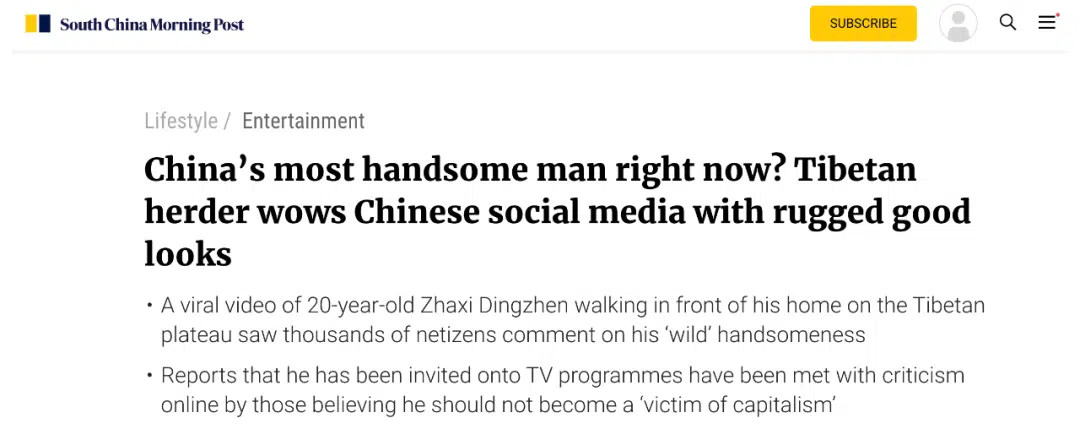 South China Morning Post
SUBSCRIBE
Lifestyle / Entertainment
China’s most handsome man right now? Tibetan
herder wows Chinese social media with rugged good
looks
• A viral video of 20-year-old Zhaxi Dingzhen walking in front of his home on the Tibetan
plateau saw thousands of netizens comment on his ‘wild’ handsomeness
• Reports that he has been invited onto TV programmes have been met with criticism
online by those believing he should not become a ‘victim of capitalism’